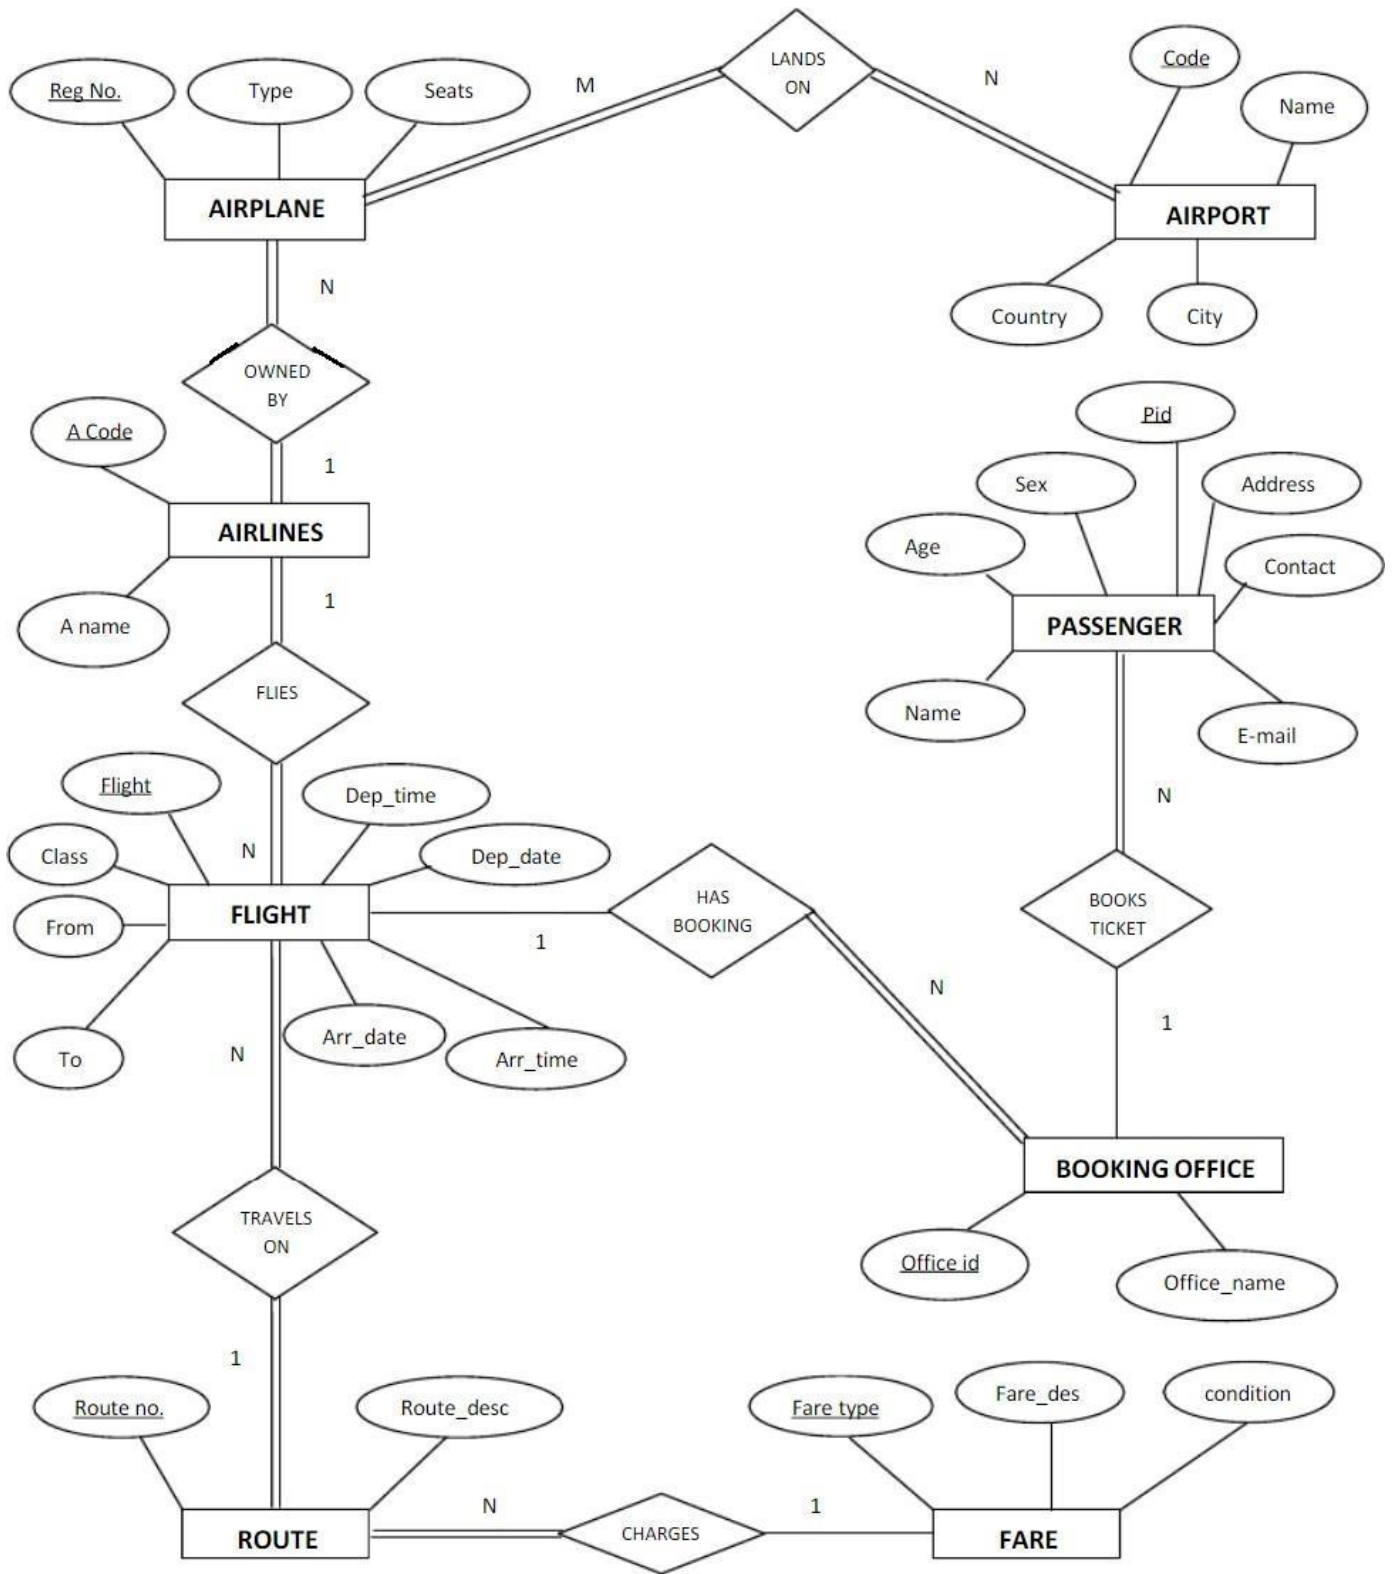 LANDS
ON
Code
Name
M
N
Reg No.
Type
Seats
AIRPLANE
AIRPORT
N
Country
City
OWNED
BY
A Code
1
Pid
Sex
Address
Age
Contact
AIRLINES
1
A name
PASSENGER
FLIES
Name
E-mail
Flight
Dep_time
N
N
Class
Dep_date
HAS
BOOKING
BOOKS
TICKET
From
FLIGHT
1
N
To
N
Arr_date
Arr_time
1
BOOKING OFFICE
TRAVELS
ON
Office id
Office_name
1
Route no.
Route_desc
Fare type
Fare_des
condition
N
1
ROUTE
CHARGES
FARE